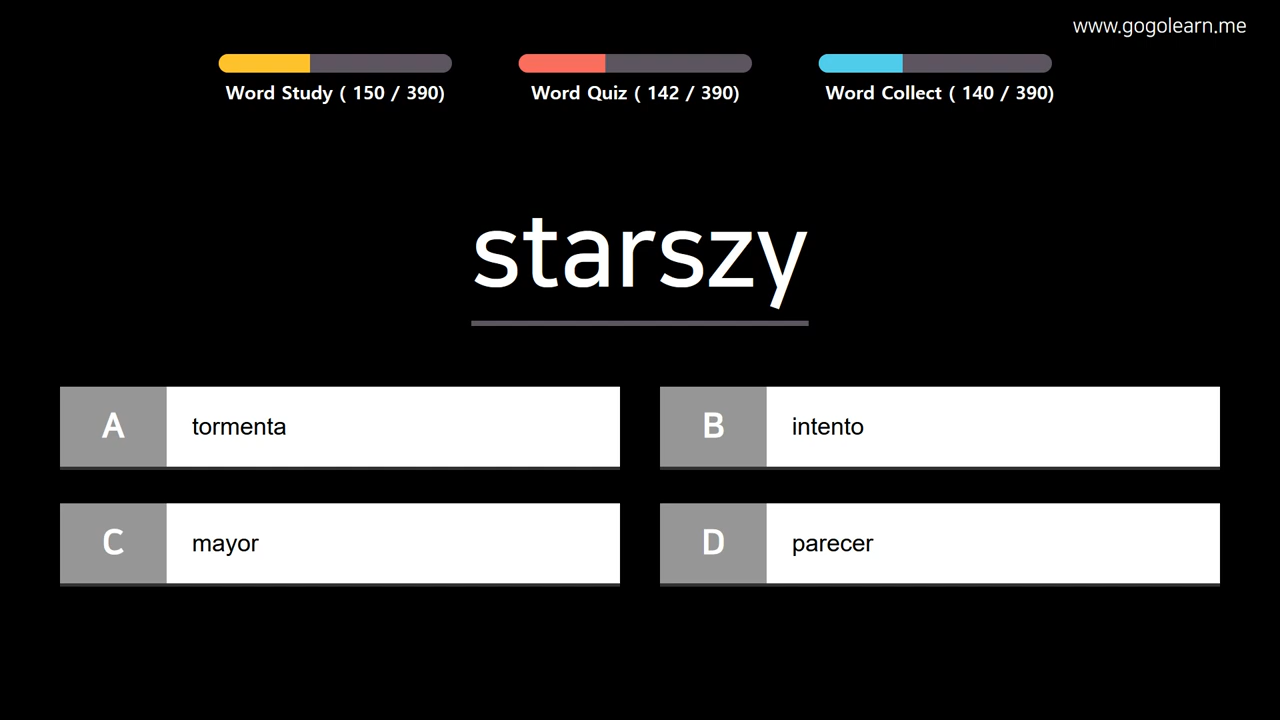 www.gogolearn.me
Word Study ( 150 / 390)
Word Quiz ( 142 / 390)
Word Collect ( 140 / 390)
starszy
A tormenta
B intento
C mayor
D parecer